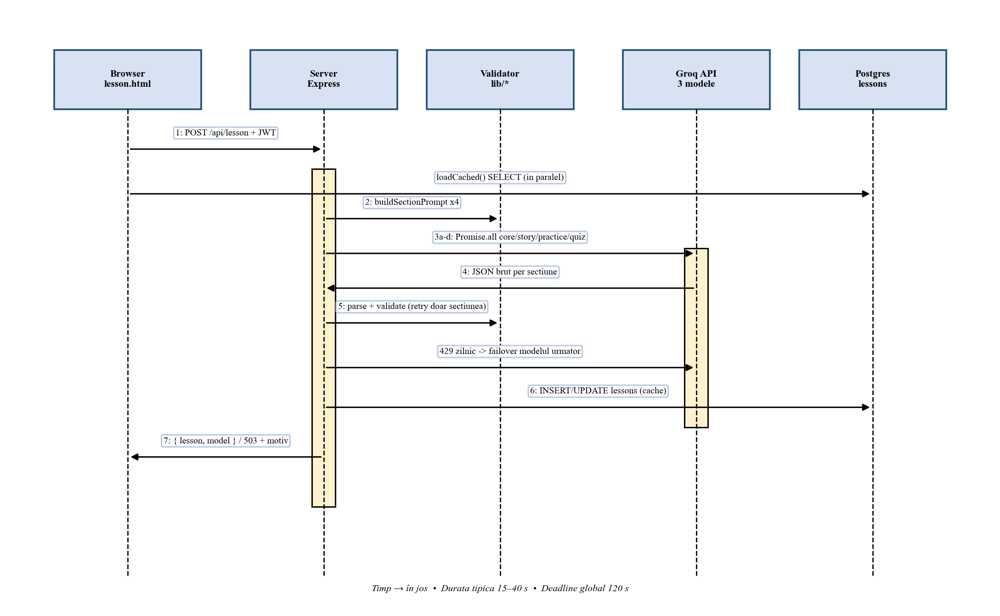 Browser
lesson.html
Server
Express
Validator
lib/*
Groq API
3 modele
Postgres
lessons
1: POST /api/lesson + JWT
loadCached() SELECT (in paralel)
2: buildSectionPrompt x4
3a-d: Promise.all core/story/practice/quiz
4: JSON brut per sectiune
5: parse + validate (retry doar sectiunea)
429 zilnic -> failover modelul urmator
6: INSERT/UPDATE lessons (cache)
7: { lesson, model } / 503 + motiv
Timp → în jos • Durata tipica 15–40 s • Deadline global 120 s